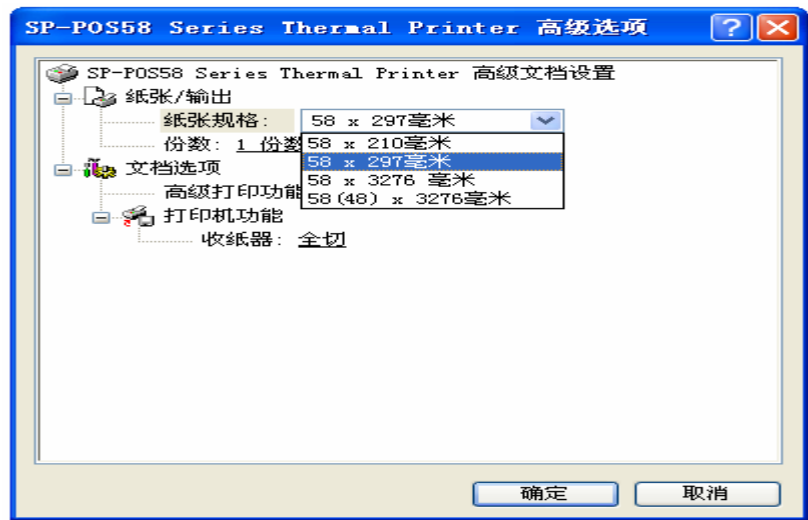 SP-POS58 Series Thermal Printer 高级选项
SP-POS58 Series Thermal Printer 高级文档设置
纸张/输出
纸张规格: 58 x 297毫米
58 x 210毫米
份数: 1 份数
58 x 297毫米
文档选项
58 x 3276 毫米
高级打印功能
58(48) x 3276毫米
打印机功能
收纸器: 全切
确定 取消